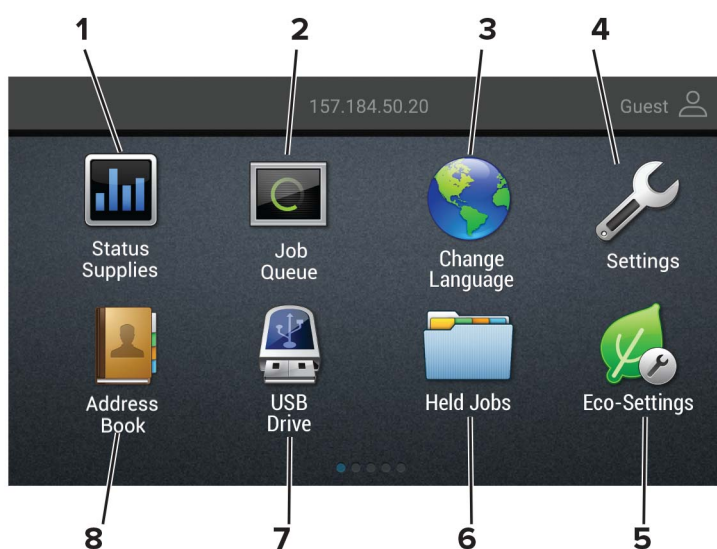 1 2 3 4
157.184.50.20 Guest
Status
Supplies
Job
Queue
Change
Language
Settings
Address
Book
USB
Drive
Held Jobs
Eco-Settings
8 7 6 5